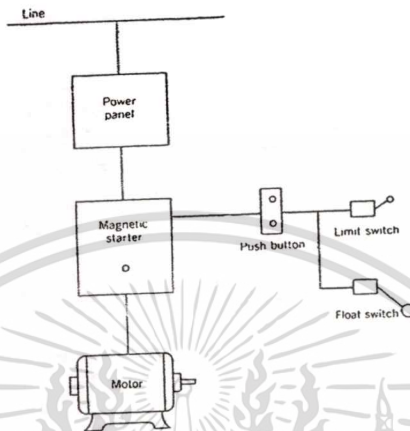 Line
Power
panel
Magnetic
starter
Push button
Limit switch
Float switch
Motor